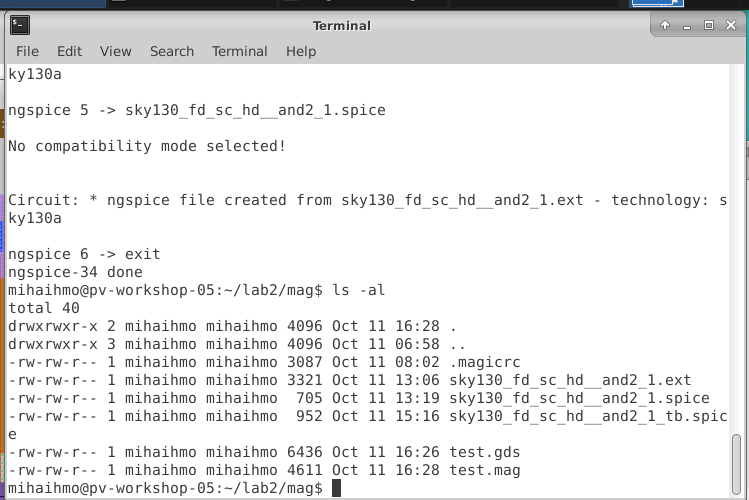 Terminal
File Edit View Search Terminal Help
ky130a
ngspice 5 -> sky130_fd_sc_hd__and2_1.spice
No compatibility mode selected!
Circuit: * ngspice file created from sky130_fd_sc_hd__and2_1.ext - technology: s
ky130a
ngspice 6 -> exit
ngspice-34 done
mihaihmo@pv-workshop-05:~/lab2/mag$ ls -al
total 40
drwxrwxr-x 2 mihaihmo mihaihmo 4096 Oct 11 16:28 .
drwxrwxr-x 3 mihaihmo mihaihmo 4096 Oct 11 06:58 ..
-rw-rw-r-- 1 mihaihmo mihaihmo 3087 Oct 11 08:02 .magicrc
-rw-rw-r-- 1 mihaihmo mihaihmo 3321 Oct 11 13:06 sky130_fd_sc_hd__and2_1.ext
-rw-rw-r-- 1 mihaihmo mihaihmo  705 Oct 11 13:19 sky130_fd_sc_hd__and2_1.spice
-rw-rw-r-- 1 mihaihmo mihaihmo  952 Oct 11 15:16 sky130_fd_sc_hd__and2_1_tb.spic
e
-rw-rw-r-- 1 mihaihmo mihaihmo 6436 Oct 11 16:26 test.gds
-rw-rw-r-- 1 mihaihmo mihaihmo 4611 Oct 11 16:28 test.mag
mihaihmo@pv-workshop-05:~/lab2/mag$